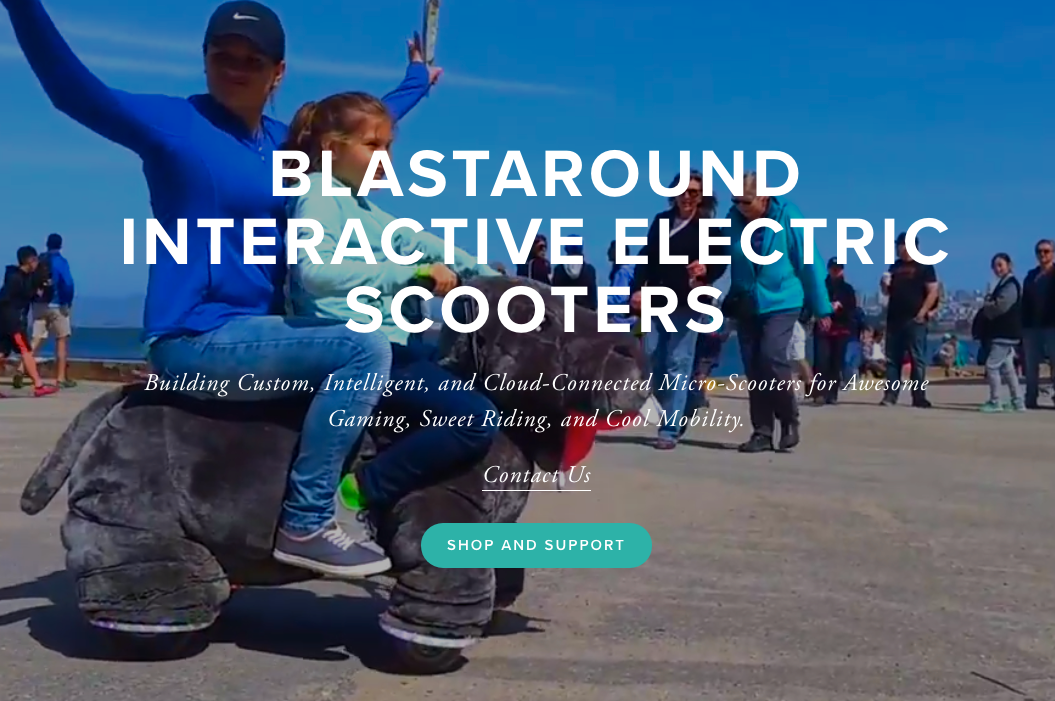 BLASTAROUND
INTERACTIVE ELECTRIC
SCOOTERS
Building Custom, Intelligent, and Cloud-Connected Micro-Scooters for Awesome
Gaming, Sweet Riding, and Cool Mobility.
Contact Us
SHOP AND SUPPORT